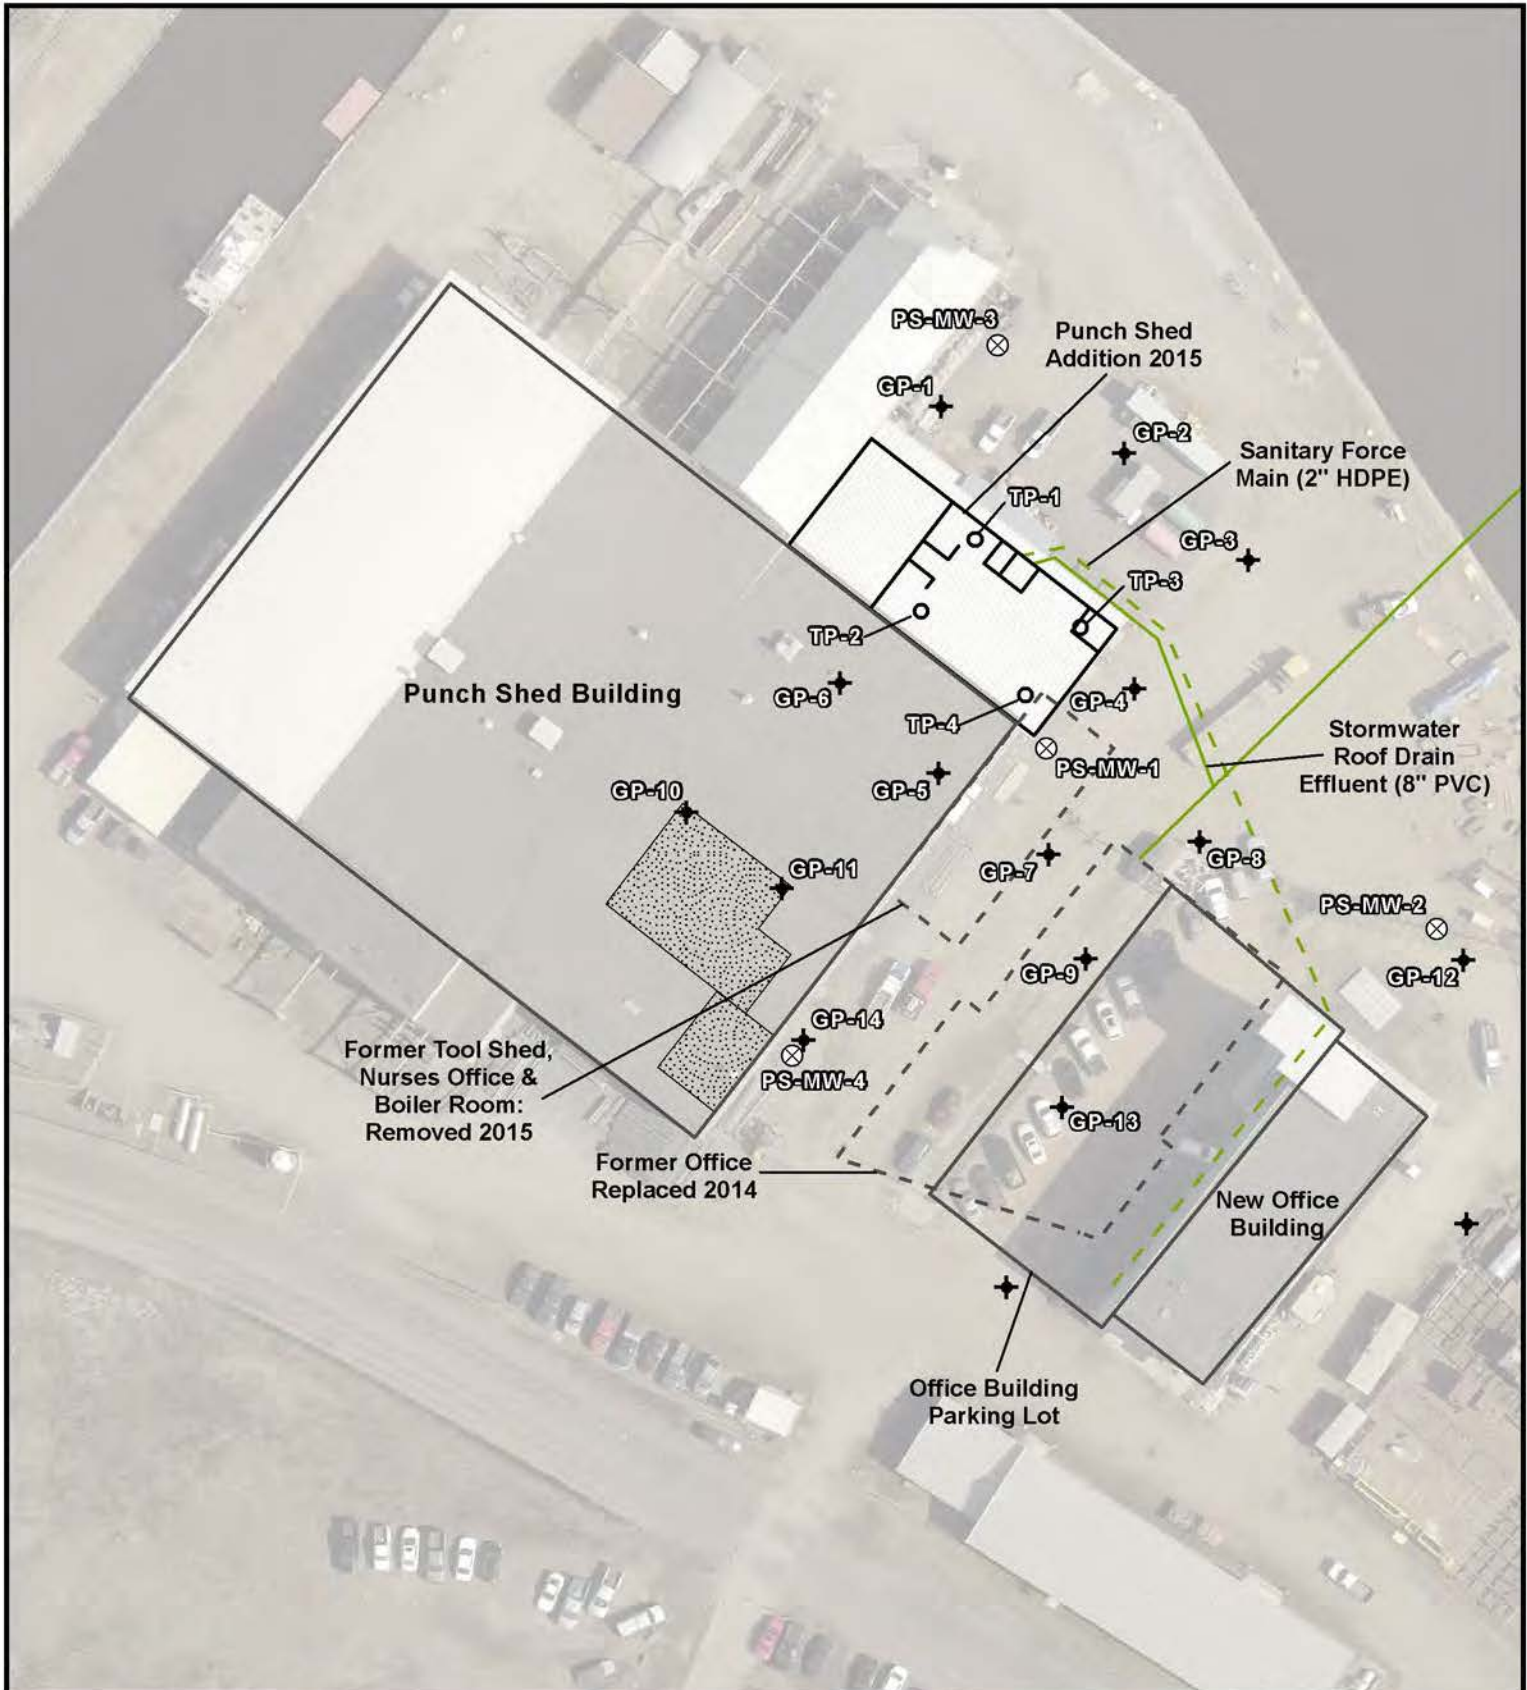 PS-MW-3
Punch Shed
Addition 2015
GP-1
GP-2
Sanitary Force
Main (2" HDPE)
TP-1
GP-3
TP-3
TP-2
Punch Shed Building
GP-6
GP-4
TP-4
Stormwater
Roof Drain
Effluent (8" PVC)
PS-MW-1
GP-10
GP-5
GP-8
GP-11
GP-7
PS-MW-2
GP-9
GP-12
GP-14
Former Tool Shed,
Nurses Office &
Boiler Room:
Removed 2015
PS-MW-4
GP-13
Former Office
Replaced 2014
New Office
Building
Office Building
Parking Lot